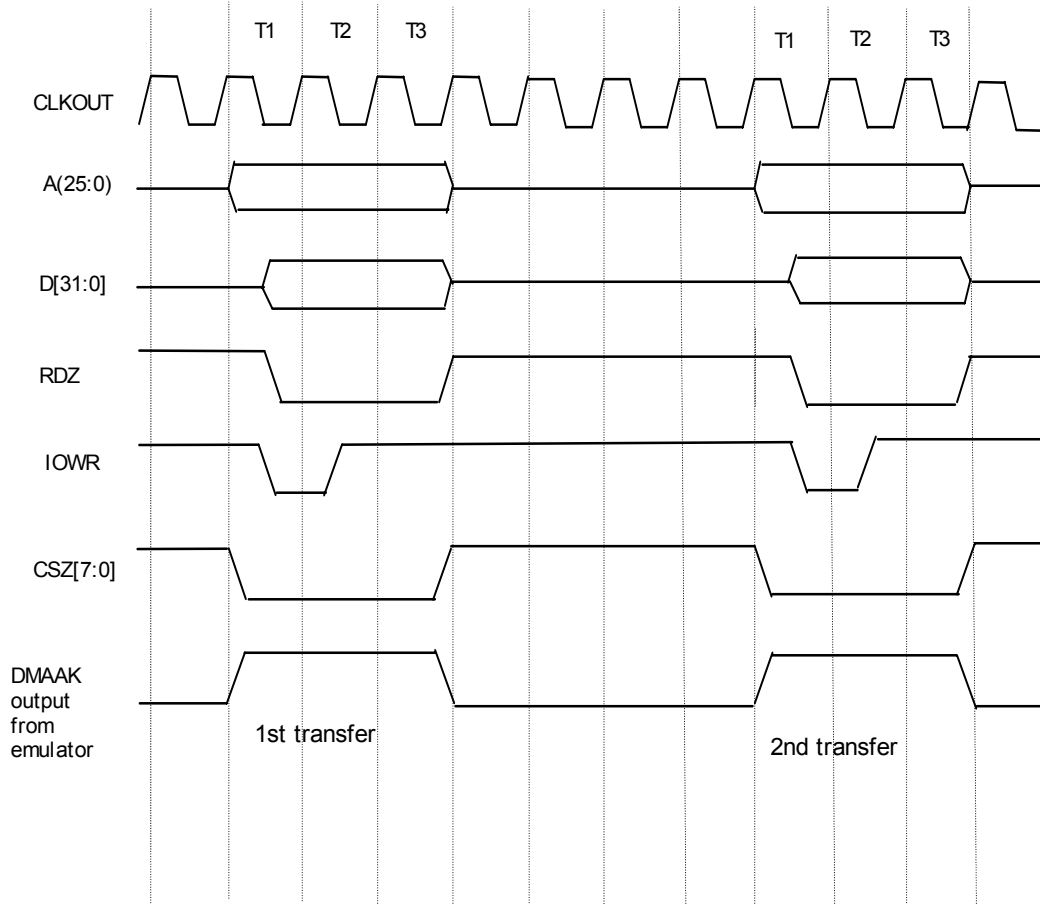 T1 T2 T3 T1 T2 T3
CLKOUT
A(25:0)
D[31:0]
RDZ
IOWR
CSZ[7:0]
DMAAK
output
from
emulator
1st transfer
2nd transfer